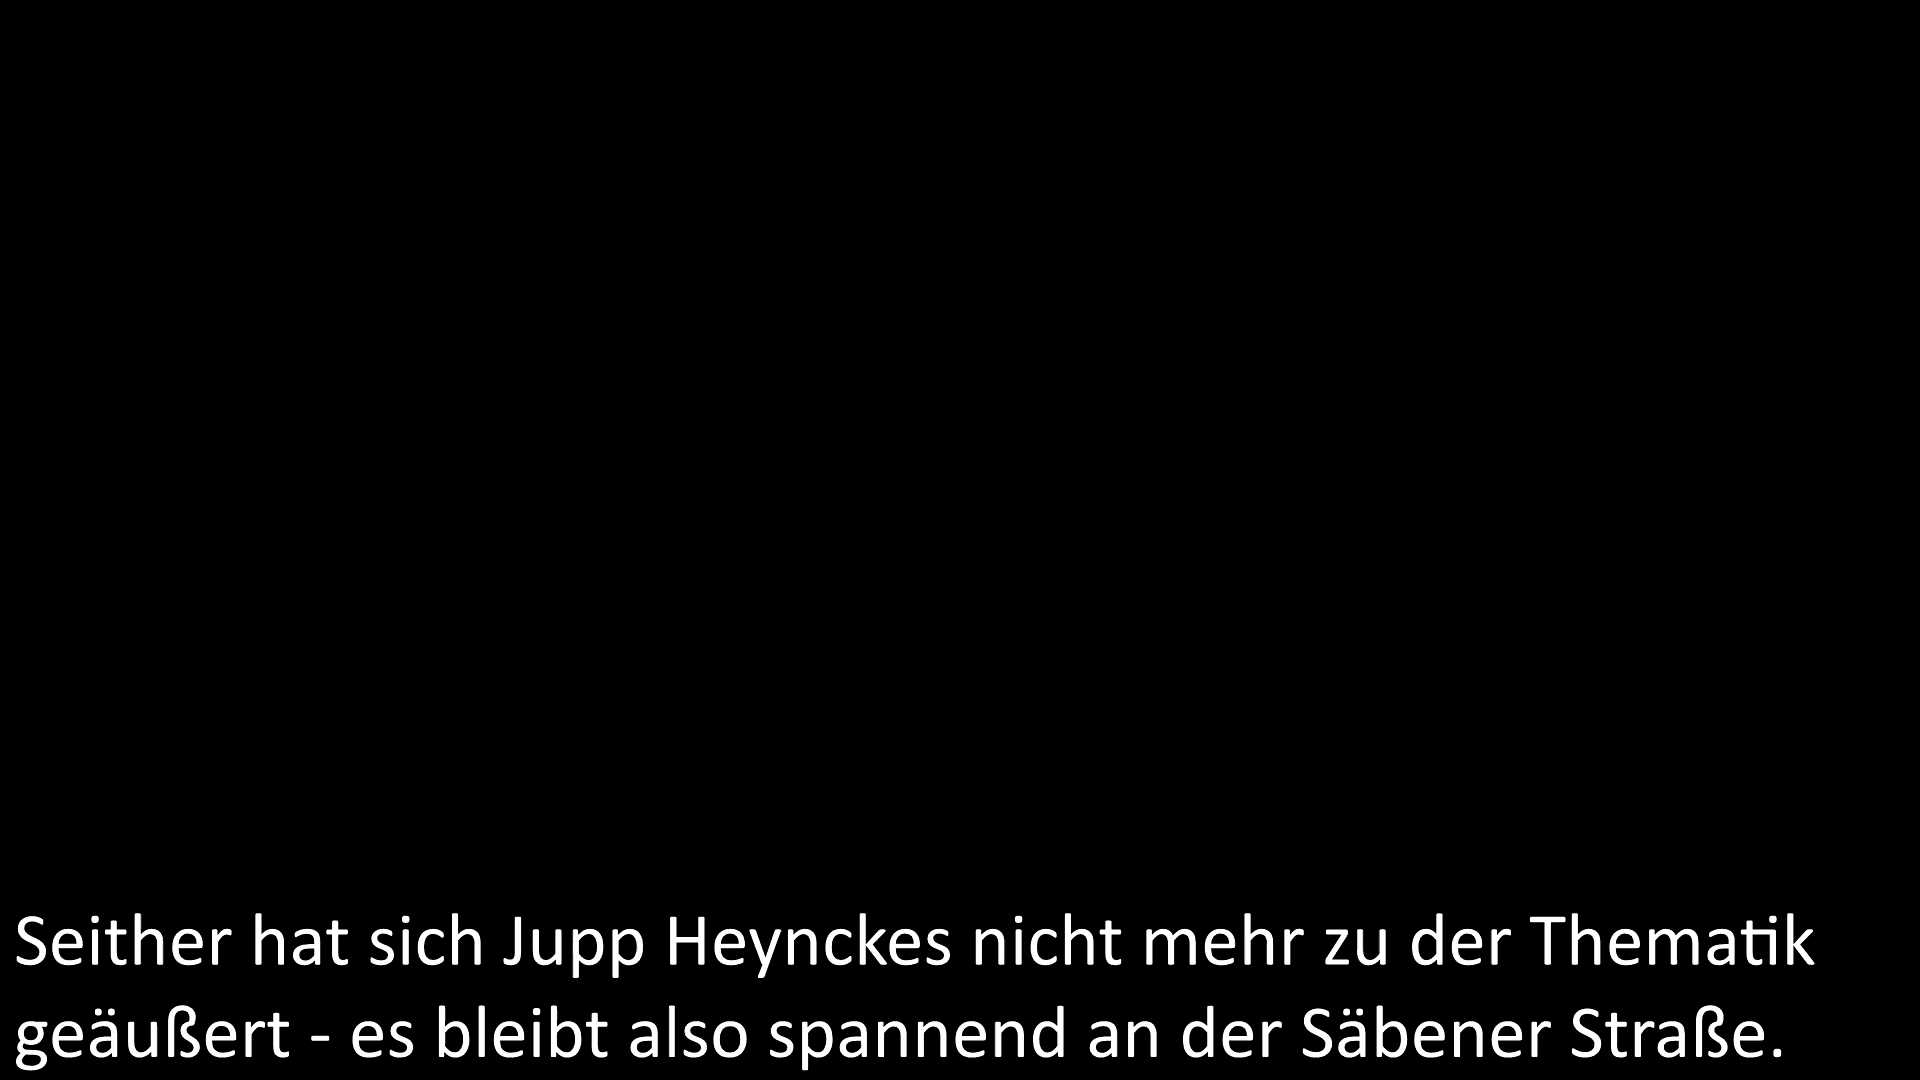 Seither hat sich Jupp Heynckes nicht mehr zu der Thematik
geäußert - es bleibt also spannend an der Säbener Straße.